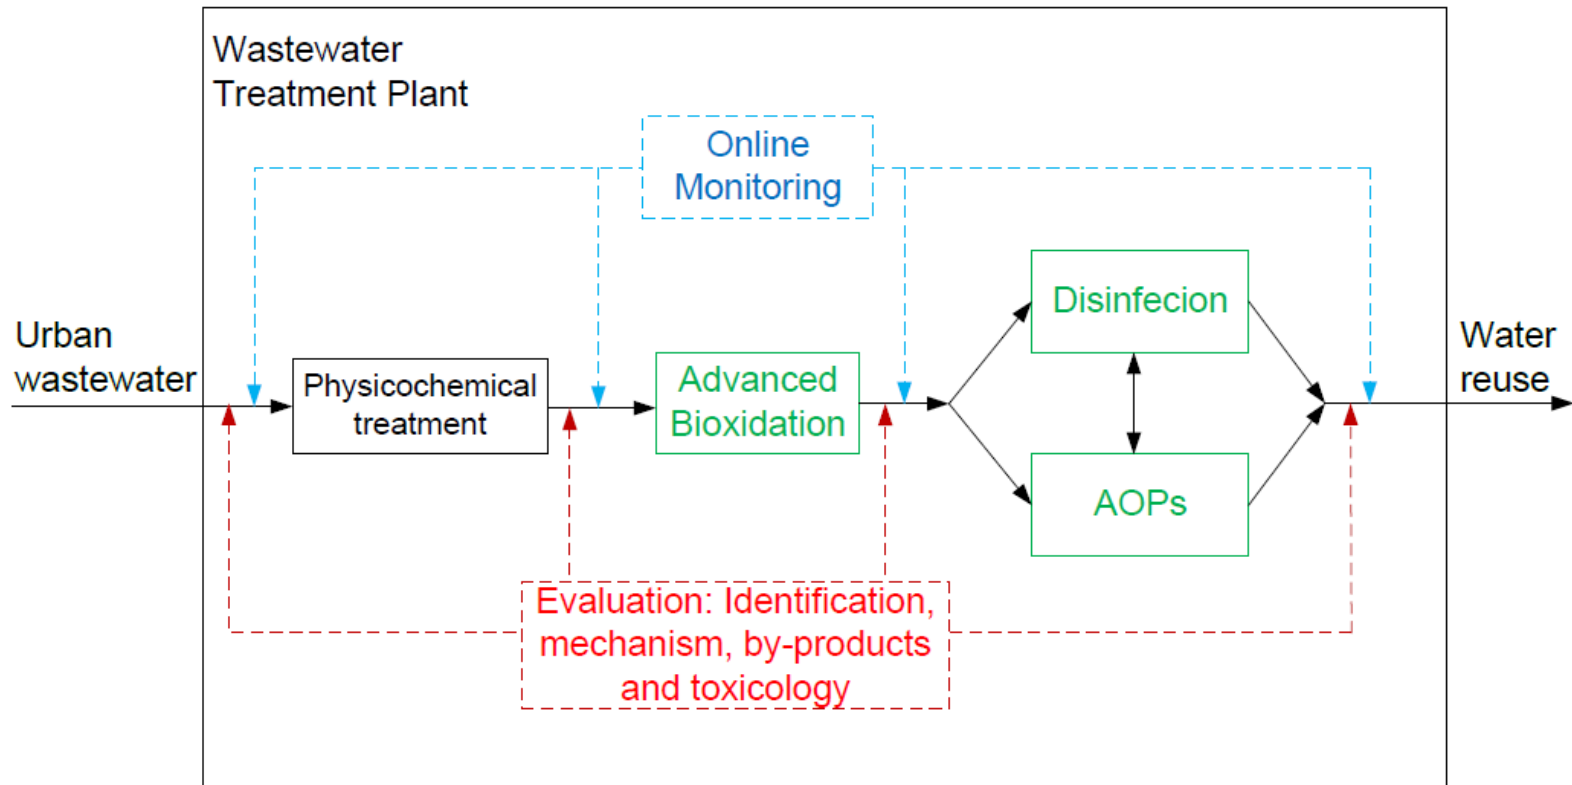 Wastewater
Treatment Plant
Online
Monitoring
Disinfecion
Urban
wastewater
Water
reuse
Physicochemical
treatment
Advanced
Bioxidation
AOPs
Evaluation: Identification,
mechanism, by-products
and toxicology